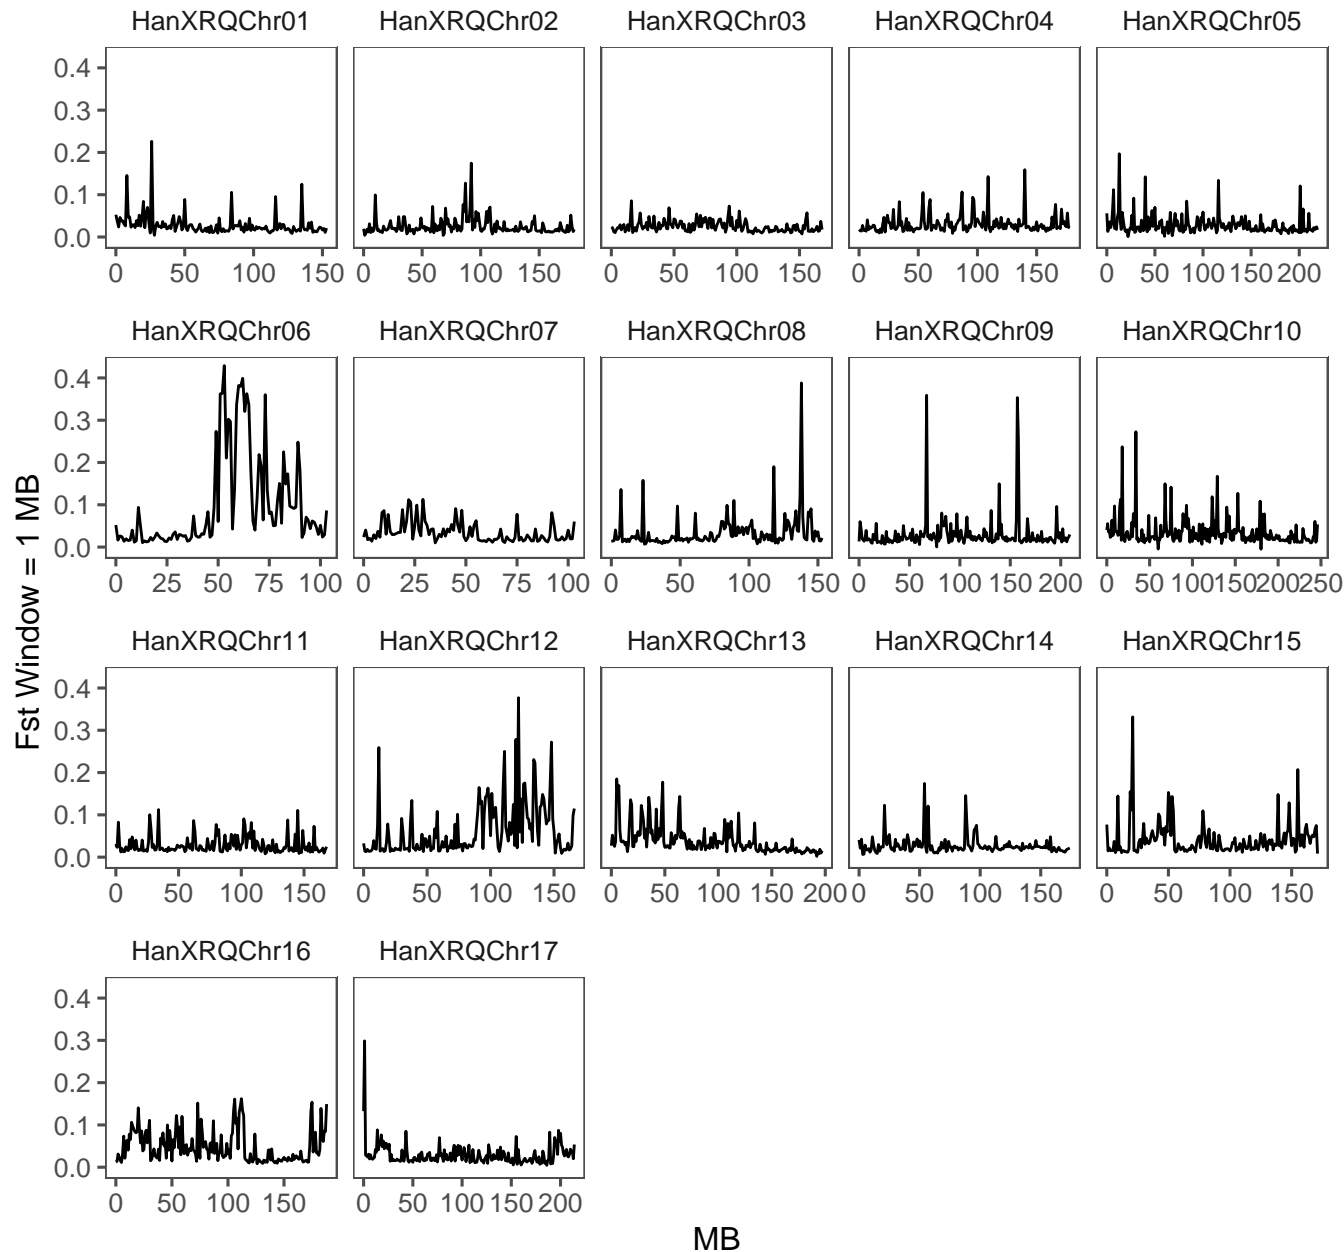 HanXRQChr01 HanXRQChr02 HanXRQChr03 HanXRQChr04 HanXRQChr05
0.4
0.3
0.2
0.1
0.0
0 50 100 150 0 50 100 150 0 50 100 150 0 50 100 150 0 50 100 150 200
HanXRQChr06 HanXRQChr07 HanXRQChr08 HanXRQChr09 HanXRQChr10
0.4
0.3
0.2
0.1
0.0
0 25 50 75 100 0 25 50 75 100 0 50 100 150 0 50 100 150 200 0 50 100 150 200 250
HanXRQChr11 HanXRQChr12 HanXRQChr13 HanXRQChr14 HanXRQChr15
0.4
0.3
0.2
0.1
0.0
0 50 100 150 0 50 100 150 0 50 100 150 200 0 50 100 150 0 50 100 150
HanXRQChr16 HanXRQChr17
0.4
0.3
0.2
0.1
0.0
0 50 100 150 0 50 100 150 200
Fst Window = 1 MB
MB